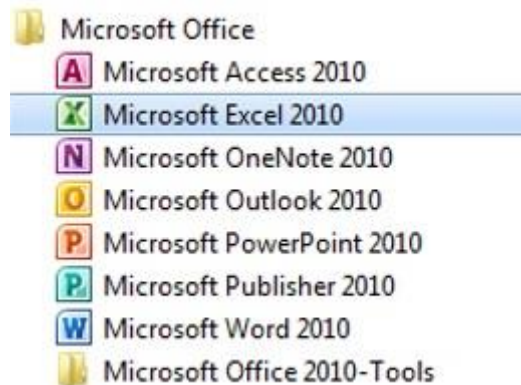 Microsoft Office
A Microsoft Access 2010
X Microsoft Excel 2010
N Microsoft OneNote 2010
O Microsoft Outlook 2010
P Microsoft PowerPoint 2010
P Microsoft Publisher 2010
W Microsoft Word 2010
Microsoft Office 2010-Tools